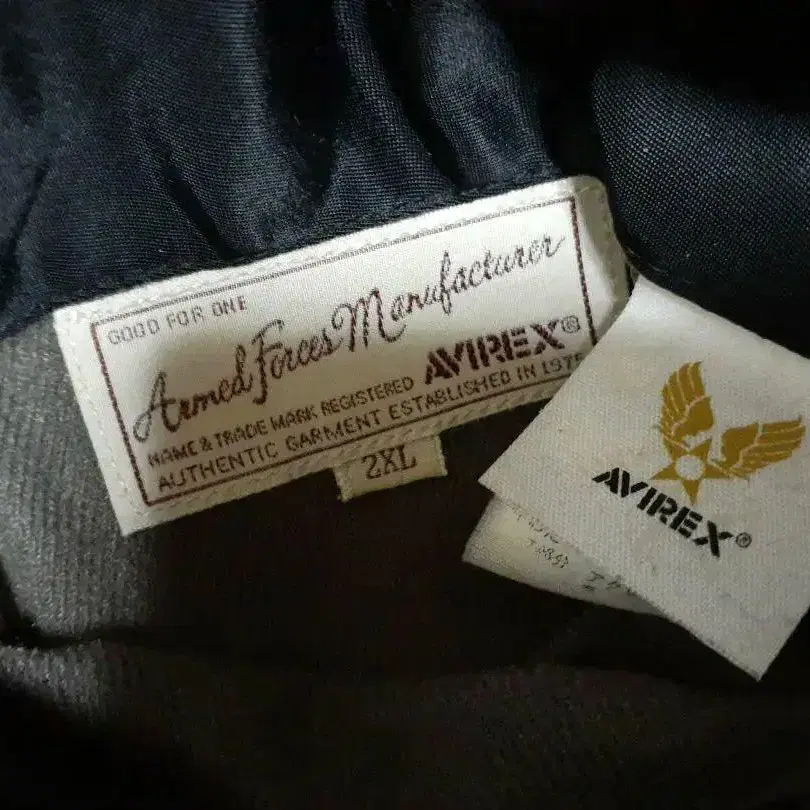 GOOD FOR ONE
Armed Forces Manufacturer
AVIREX®
NAME & TRADE MARK REGISTERED
AUTHENTIC GARMENT ESTABLISHED IN 1975
2XL
AVIREX®